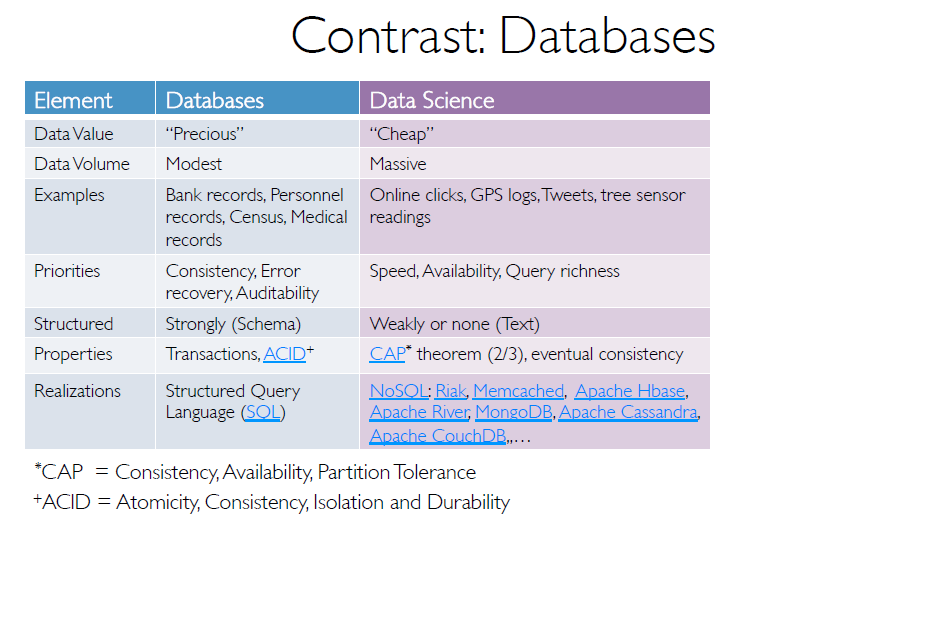 Contrast: Databases
Element Databases Data Science
Data Value “Precious” “Cheap”
Data Volume Modest Massive
Examples Bank records, Personnel Online clicks, GPS logs, Tweets, tree sensor
records, Census, Medical readings
records
Priorities Consistency, Error Speed, Availability, Query richness
recovery, Auditability
Structured Strongly (Schema) Weakly or none (Text)
Properties Transactions, ACID+ CAP* theorem (2/3), eventual consistency
Realizations Structured Query NoSQL: Riak, Memcached, Apache Hbase,
Language (SQL) Apache River, MongoDB, Apache Cassandra,
Apache CouchDB,,…
*CAP = Consistency, Availability, Partition Tolerance
+ACID = Atomicity, Consistency, Isolation and Durability